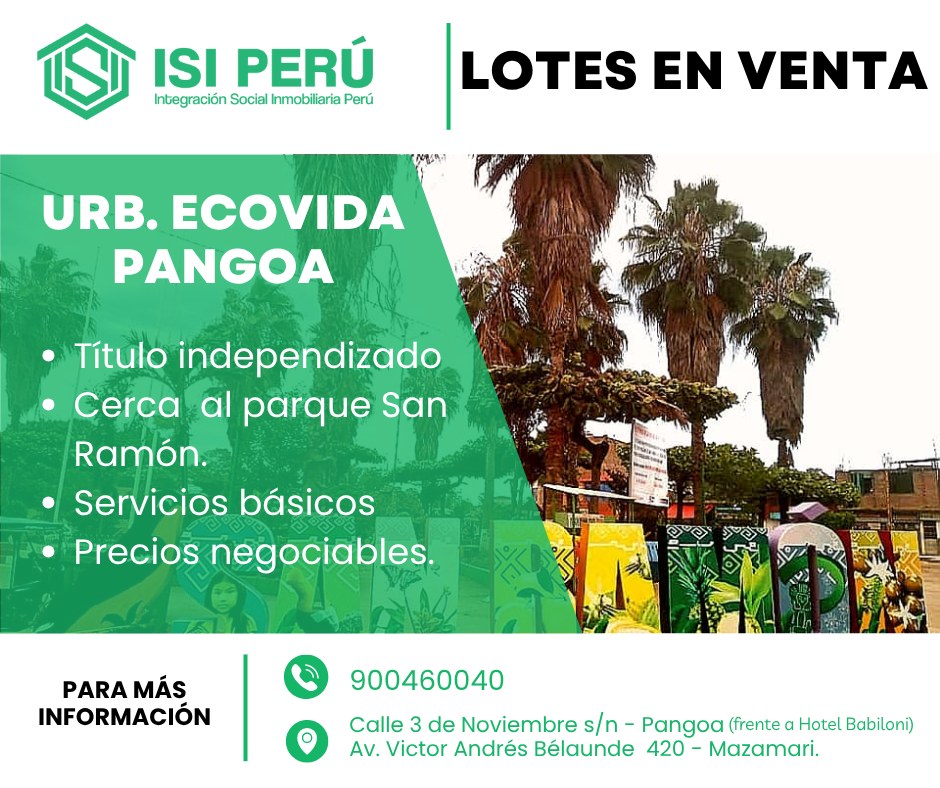 ISI PERÚ
Integración Social Inmobiliaria Perú
LOTES EN VENTA
URB. ECOVIDA
PANGOA
• Título independizado
• Cerca al parque San
Ramón.
• Servicios básicos
• Precios negociables.
PARA MÁS
INFORMACIÓN
900460040
Calle 3 de Noviembre s/n - Pangoa (frente a Hotel Babiloni)
Av. Victor Andrés Bélaunde 420 - Mazamari.